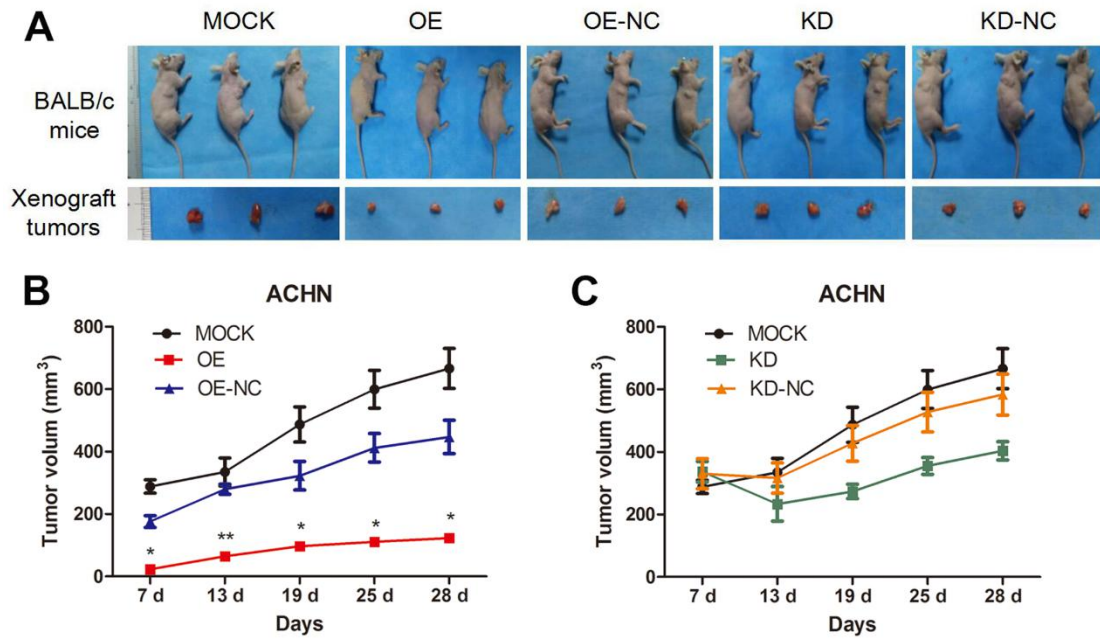 A
MOCK
OE
OE-NC
KD
KD-NC
BALB/c
mice
Xenograft
tumors
B
ACHN
Tumor volum (mm³)
800
600
400
200
0
MOCK
OE
OE-NC
*
**
*
*
*
7 d
13 d
19 d
25 d
28 d
Days
C
ACHN
Tumor volum (mm³)
800
600
400
200
0
MOCK
KD
KD-NC
7 d
13 d
19 d
25 d
28 d
Days